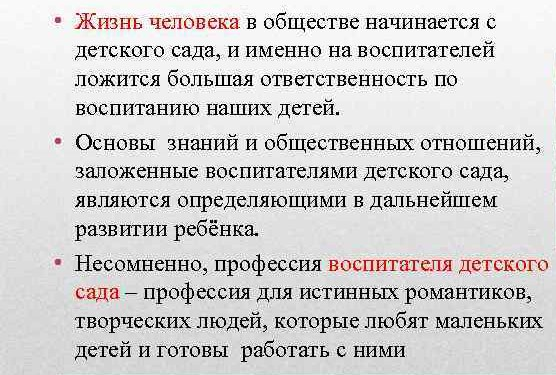 • Жизнь человека в обществе начинается с
детского сада, и именно на воспитателей
ложится большая ответственность по
воспитанию наших детей.
• Основы  знаний и общественных отношений,
заложенные воспитателями детского сада,
являются определяющими в дальнейшем
развитии ребёнка.
• Несомненно, профессия воспитателя детского
сада – профессия для истинных романтиков,
творческих людей, которые любят маленьких
детей и готовы  работать с ними